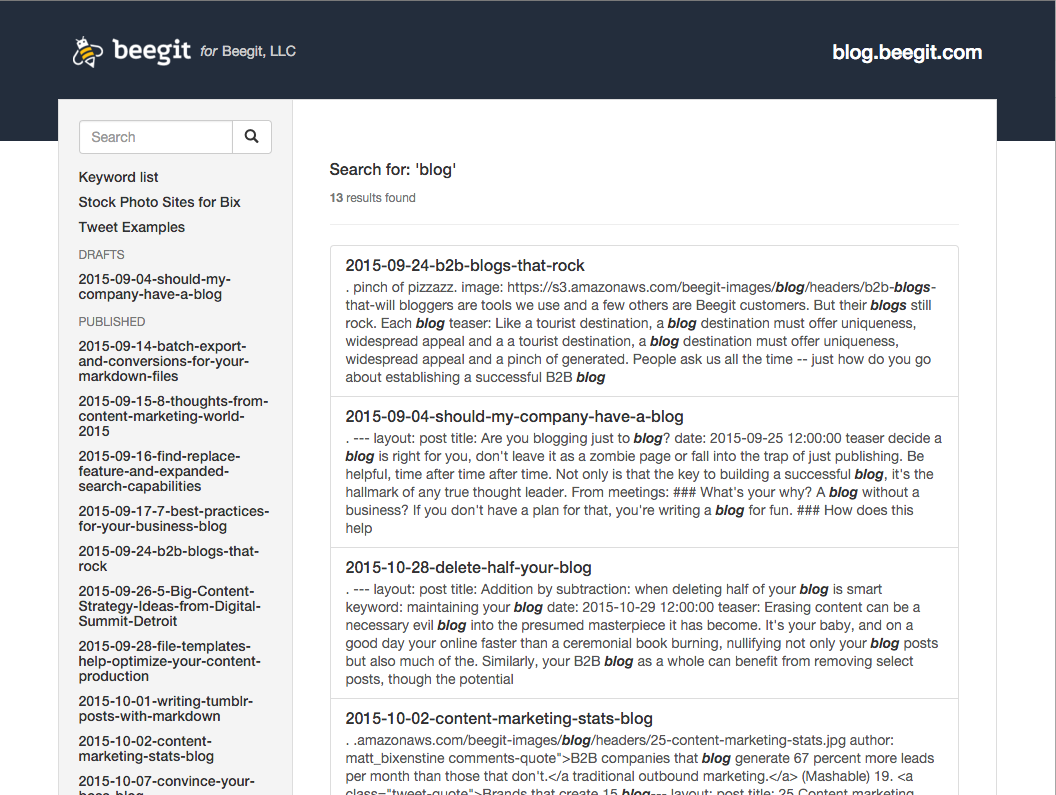 beegit for Beegit, LLC
blog.beegit.com
Search
Keyword list
Stock Photo Sites for Bix
Tweet Examples
DRAFTS
2015-09-04-should-my-
company-have-a-blog
PUBLISHED
2015-09-14-batch-export-
and-conversions-for-your-
markdown-files
2015-09-15-8-thoughts-from-
content-marketing-world-
2015
2015-09-16-find-replace-
feature-and-expanded-
search-capabilities
2015-09-17-7-best-practices-
for-your-business-blog
2015-09-24-b2b-blogs-that-
rock
2015-09-26-5-Big-Content-
Strategy-Ideas-from-Digital-
Summit-Detroit
2015-09-28-file-templates-
help-optimize-your-content-
production
2015-10-01-writing-tumblr-
posts-with-markdown
2015-10-02-content-
marketing-stats-blog
2015-10-07-convince-your-
boss-blog
Search for: 'blog'
13 results found
2015-09-24-b2b-blogs-that-rock
. pinch of pizzazz. image: https://s3.amazonaws.com/beegit-images/blog/headers/b2b-blogs-
that-will bloggers are tools we use and a few others are Beegit customers. But their blogs still
rock. Each blog teaser: Like a tourist destination, a blog destination must offer uniqueness,
widespread appeal and a a tourist destination, a blog destination must offer uniqueness,
widespread appeal and a pinch of generated. People ask us all the time -- just how do you go
about establishing a successful B2B blog
2015-09-04-should-my-company-have-a-blog
. --- layout: post title: Are you blogging just to blog? date: 2015-09-25 12:00:00 teaser decide a
blog is right for you, don't leave it as a zombie page or fall into the trap of just publishing. Be
helpful, time after time after time. Not only is that the key to building a successful blog, it's the
hallmark of any true thought leader. From meetings: ### What's your why? A blog without a
business? If you don't have a plan for that, you're writing a blog for fun. ### How does this
help
2015-10-28-delete-half-your-blog
. --- layout: post title: Addition by subtraction: when deleting half of your blog is smart
keyword: maintaining your blog date: 2015-10-29 12:00:00 teaser: Erasing content can be a
necessary evil blog into the presumed masterpiece it has become. It's your baby, and on a
good day your online faster than a ceremonial book burning, nullifying not only your blog posts
but also much of the. Similarly, your B2B blog as a whole can benefit from removing select
posts, though the potential
2015-10-02-content-marketing-stats-blog
. .amazonaws.com/beegit-images/blog/headers/25-content-marketing-stats.jpg author:
matt_bixenstine comments-quote">B2B companies that blog generate 67 percent more leads
per month than those that don't.</a traditional outbound marketing.</a> (Mashable) 19. <a
class="tweet-quote">Brands that create 15 blog--- layout: post title: 25 Content marketing